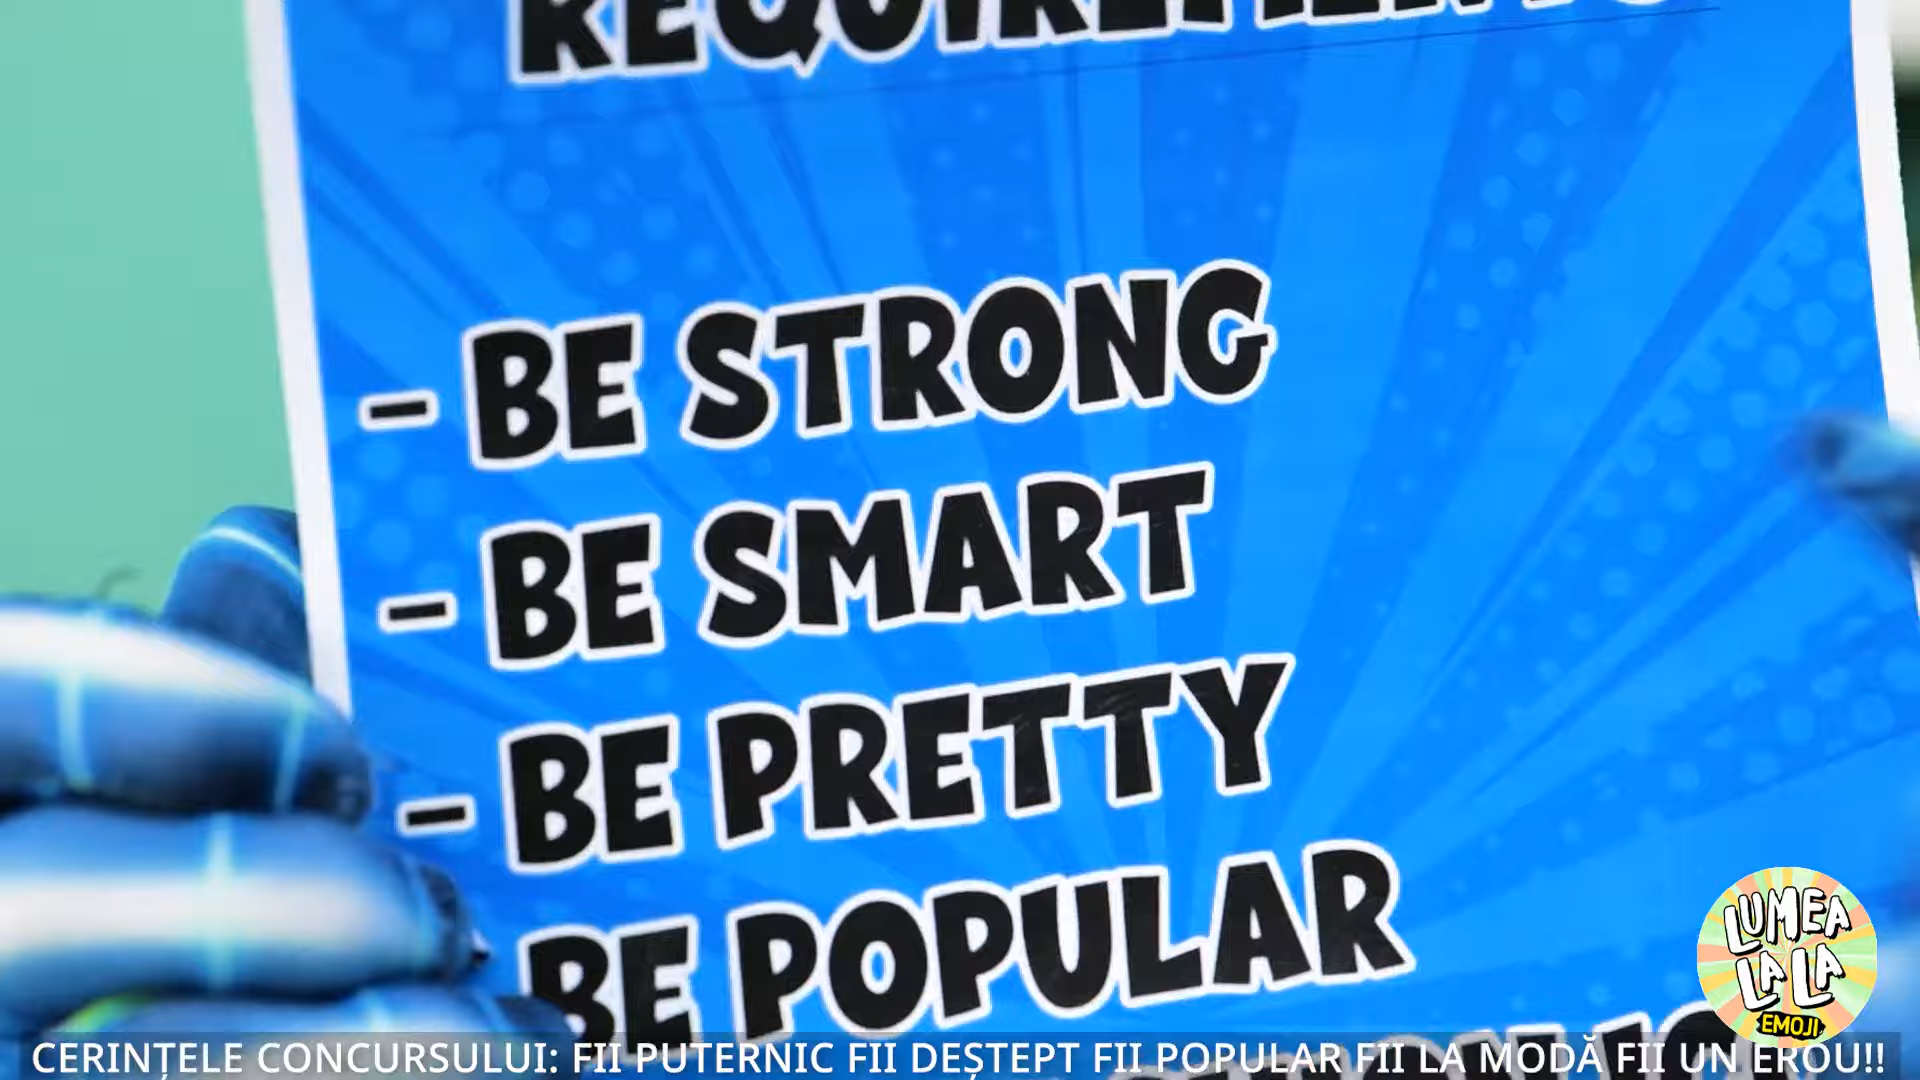 REQUIREMENTS
- BE STRONG
- BE SMART
- BE PRETTY
BE POPULAR
LUMEA
LA LA
EMOJI
CERINȚELE CONCURSULUI: FII PUTERNIC FII DEȘTEPT FII POPULAR FII LA MODĂ FII UN EROU!!